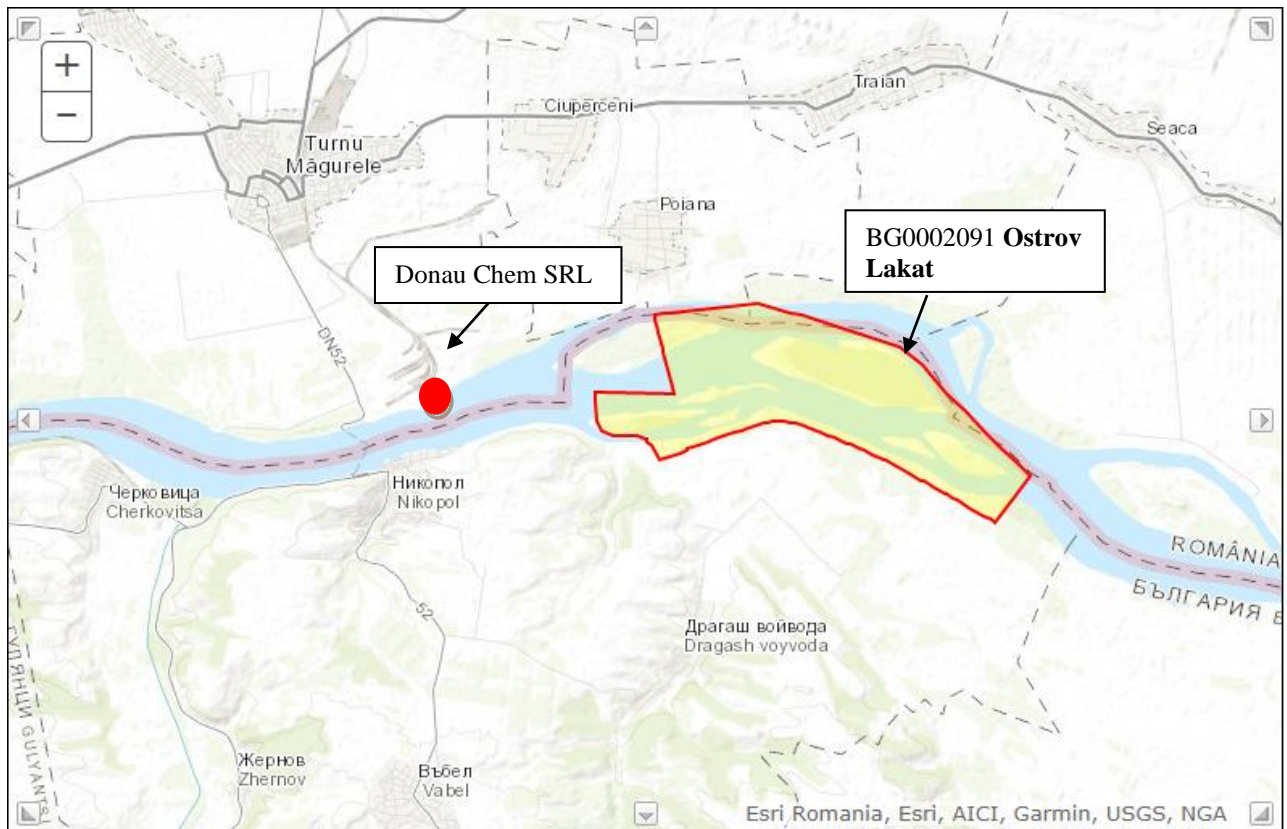 +
−
Traian
Ciuperceni
Seaca
Turnu
Măgurele
Poiana
BG0002091 Ostrov
Lakat
Donau Chem SRL
DN52
Черковица
Cherkovitsa
Никопол
Nikopol
ROMÂNIA
БЪЛГАРИЯ B
52
Драгаш войвода
Dragash voyvoda
ГУЛЯНЦИ GULYANTSI
Жернов
Zhernov
Въбел
Vabel
Esri Romania, Esri, AICI, Garmin, USGS, NGA